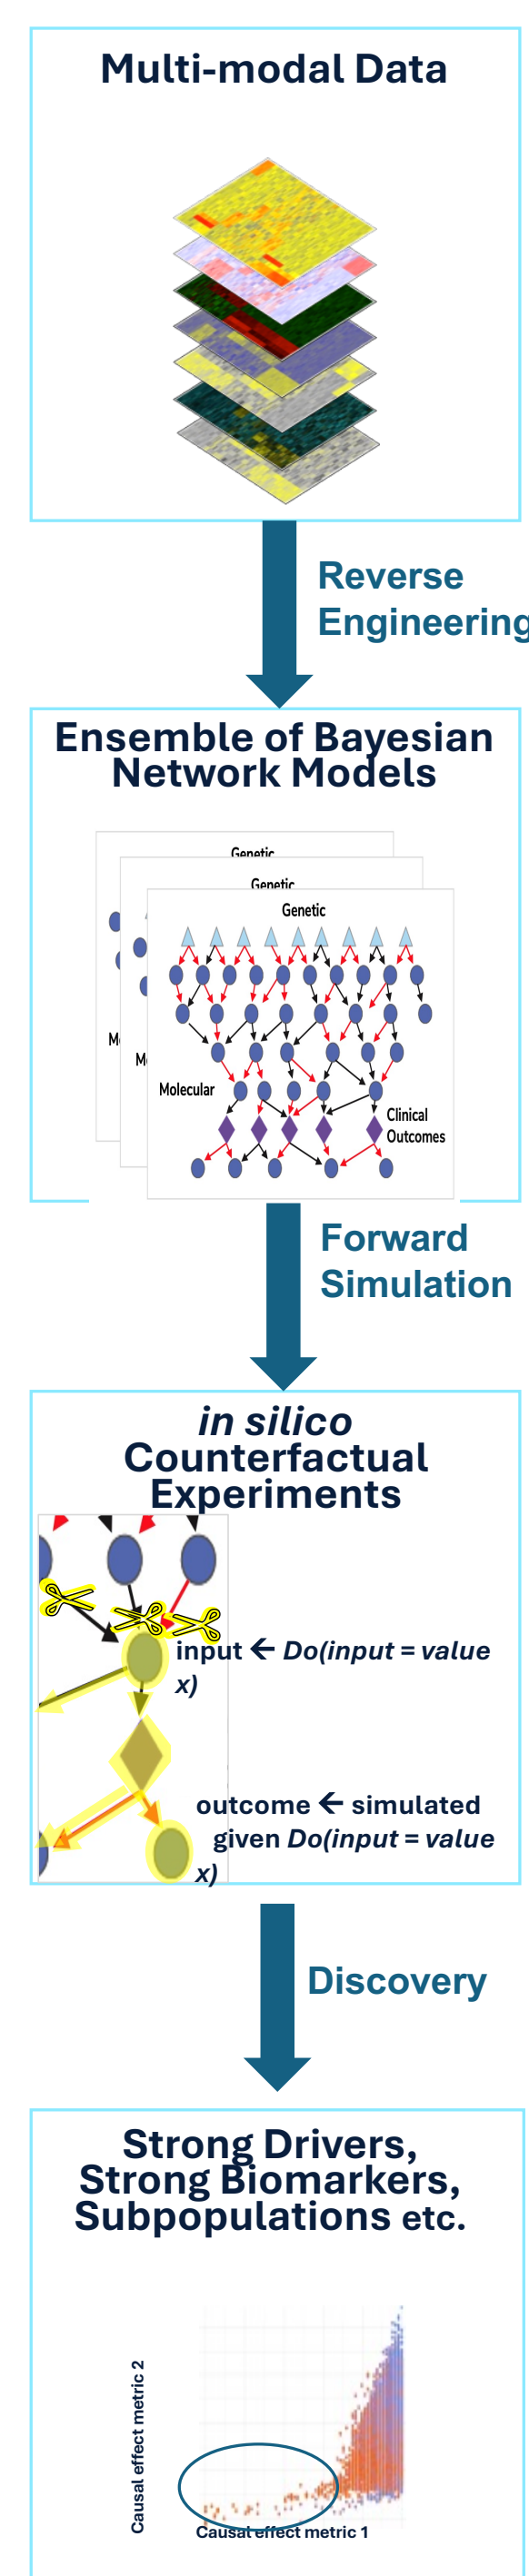 Multi-modal Data
Reverse
Engineering
Ensemble of Bayesian
Network Models
Genetic
Genetic
Genetic
M
M
Molecular
Clinical
Outcomes
Forward
Simulation
in silico
Counterfactual
Experiments
input ← Do(input = value
x)
outcome ← simulated
given Do(input = value
x)
Discovery
Strong Drivers,
Strong Biomarkers,
Subpopulations etc.
Causal effect metric 2
Causal effect metric 1